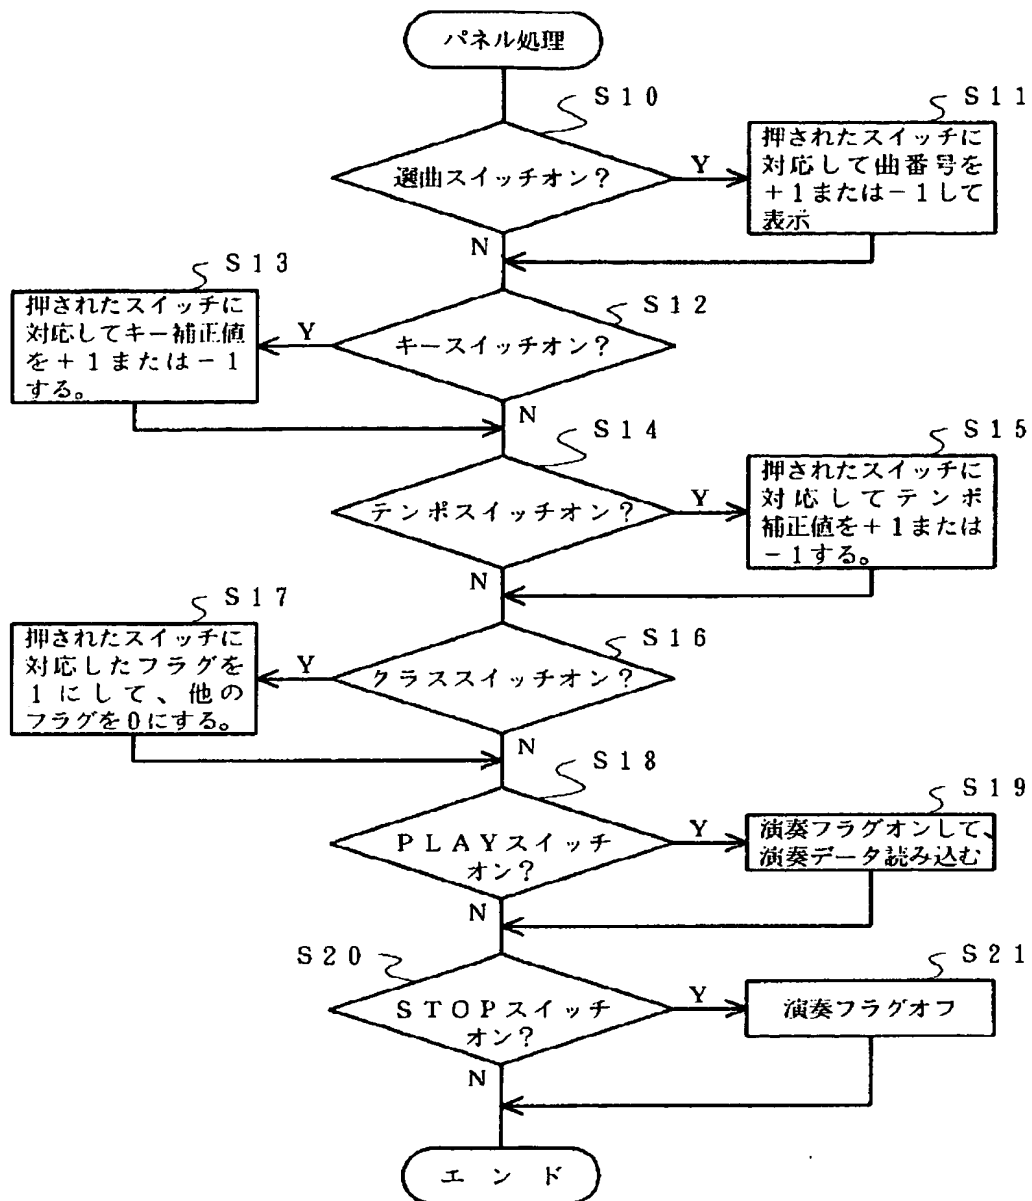 パネル処理
S10
選曲スイッチオン？
Y
N
S11
押されたスイッチに
対応して曲番号を
+1または-1して
表示
S12
キースイッチオン？
Y
N
S13
押されたスイッチに
対応してキー補正値
を+1または-1
する。
S14
テンポスイッチオン？
Y
N
S15
押されたスイッチに
対応してテンポ
補正値を+1または
-1する。
S16
クラススイッチオン？
Y
N
S17
押されたスイッチに
対応したフラグを
1にして、他の
フラグを0にする。
S18
PLAYスイッチ
オン？
Y
N
S19
演奏フラグオンして、
演奏データ読み込む
S20
STOPスイッチ
オン？
Y
N
S21
演奏フラグオフ
エンド